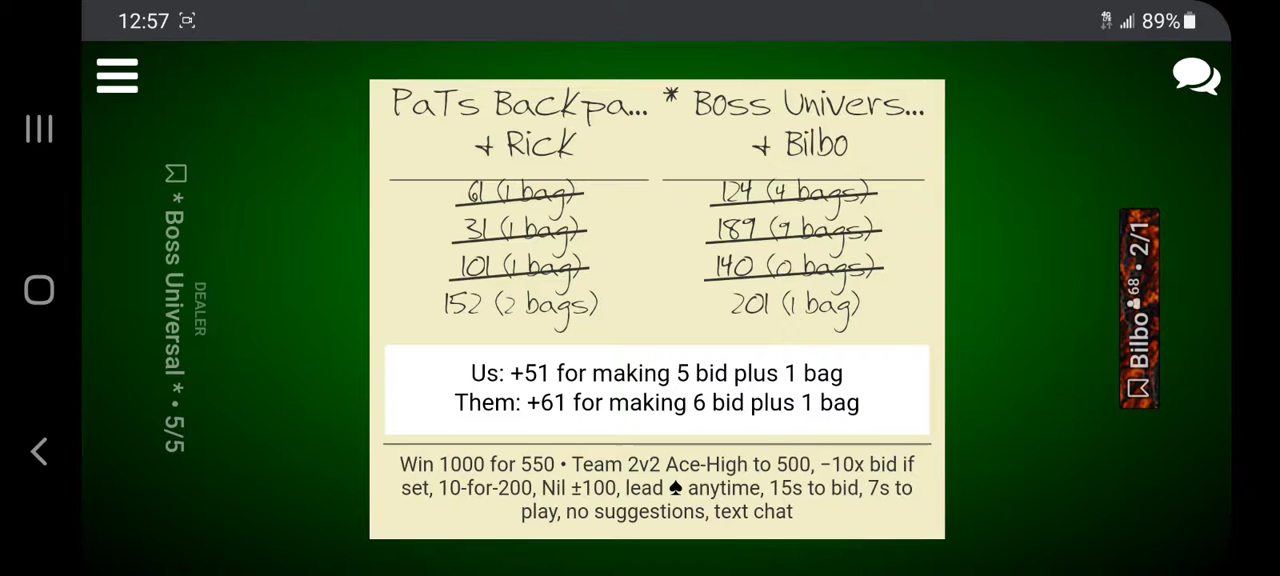 12:57
89%
PaTs Backpa...
+ Rick
* Boss Univers...
+ Bilbo
61 (1 bag)
124 (4 bags)
31 (1 bag)
189 (9 bags)
101 (1 bag)
140 (0 bags)
152 (2 bags)
201 (1 bag)
Us: +51 for making 5 bid plus 1 bag
Them: +61 for making 6 bid plus 1 bag
Win 1000 for 550 • Team 2v2 Ace-High to 500, −10x bid if
set, 10-for-200, Nil ±100, lead ♠ anytime, 15s to bid, 7s to
play, no suggestions, text chat
* Boss Universal * • 5/5
DEALER
Bilbo 68 • 2/1